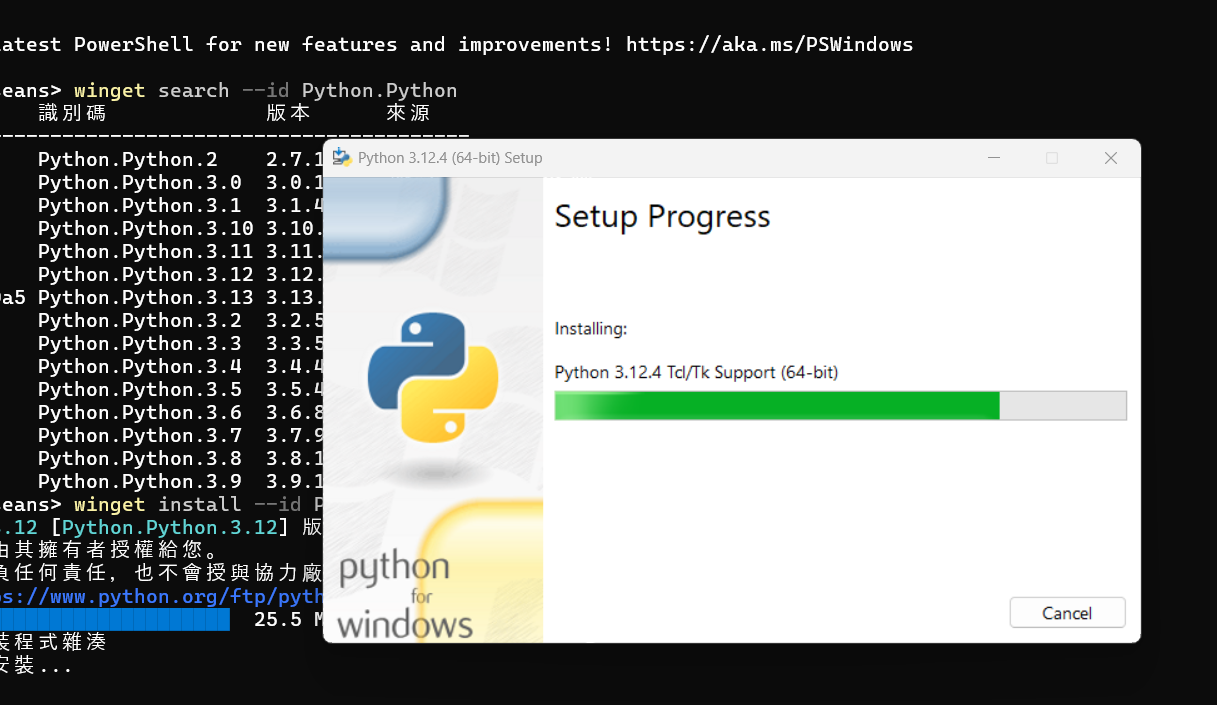 atest PowerShell for new features and improvements! https://aka.ms/PSWindows
eans> winget search --id Python.Python
識別碼 版本 來源
-----------------------------------------
Python.Python.2 2.7.1
Python.Python.3.0 3.0.1
Python.Python.3.1 3.1.4
Python.Python.3.10 3.10.
Python.Python.3.11 3.11.
Python.Python.3.12 3.12.
a5 Python.Python.3.13 3.13.
Python.Python.3.2 3.2.5
Python.Python.3.3 3.3.5
Python.Python.3.4 3.4.4
Python.Python.3.5 3.5.4
Python.Python.3.6 3.6.8
Python.Python.3.7 3.7.9
Python.Python.3.8 3.8.1
Python.Python.3.9 3.9.1
eans> winget install --id P
.12 [Python.Python.3.12] 版
由其擁有者授權給您。
負任何責任，也不會授與協力廠
s://www.python.org/ftp/pyth
25.5 M
裝程式雜湊
安裝...
Python 3.12.4 (64-bit) Setup
Setup Progress
Installing:
Python 3.12.4 Tcl/Tk Support (64-bit)
python
for
windows
Cancel